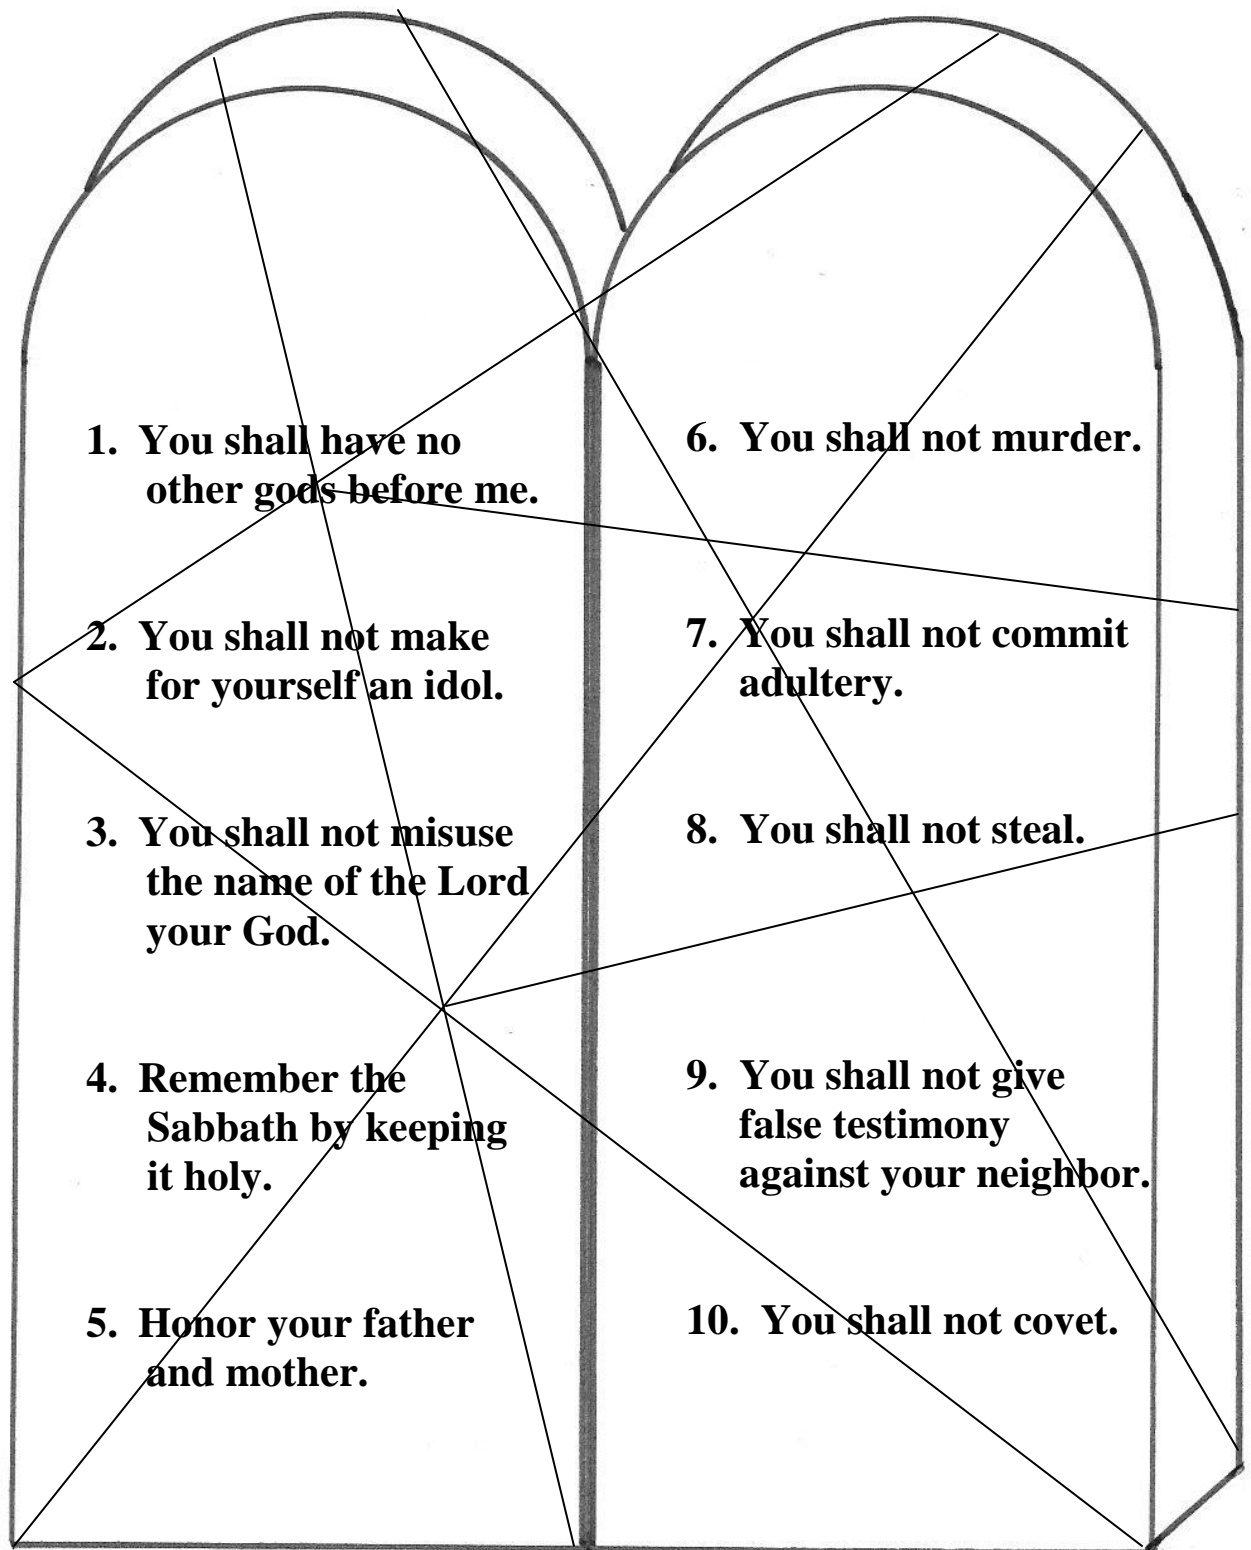 1. You shall have no
other gods before me.
2. You shall not make
for yourself an idol.
3. You shall not misuse
the name of the Lord
your God.
4. Remember the
Sabbath by keeping
it holy.
5. Honor your father
and mother.
6. You shall not murder.
7. You shall not commit
adultery.
8. You shall not steal.
9. You shall not give
false testimony
against your neighbor.
10. You shall not covet.